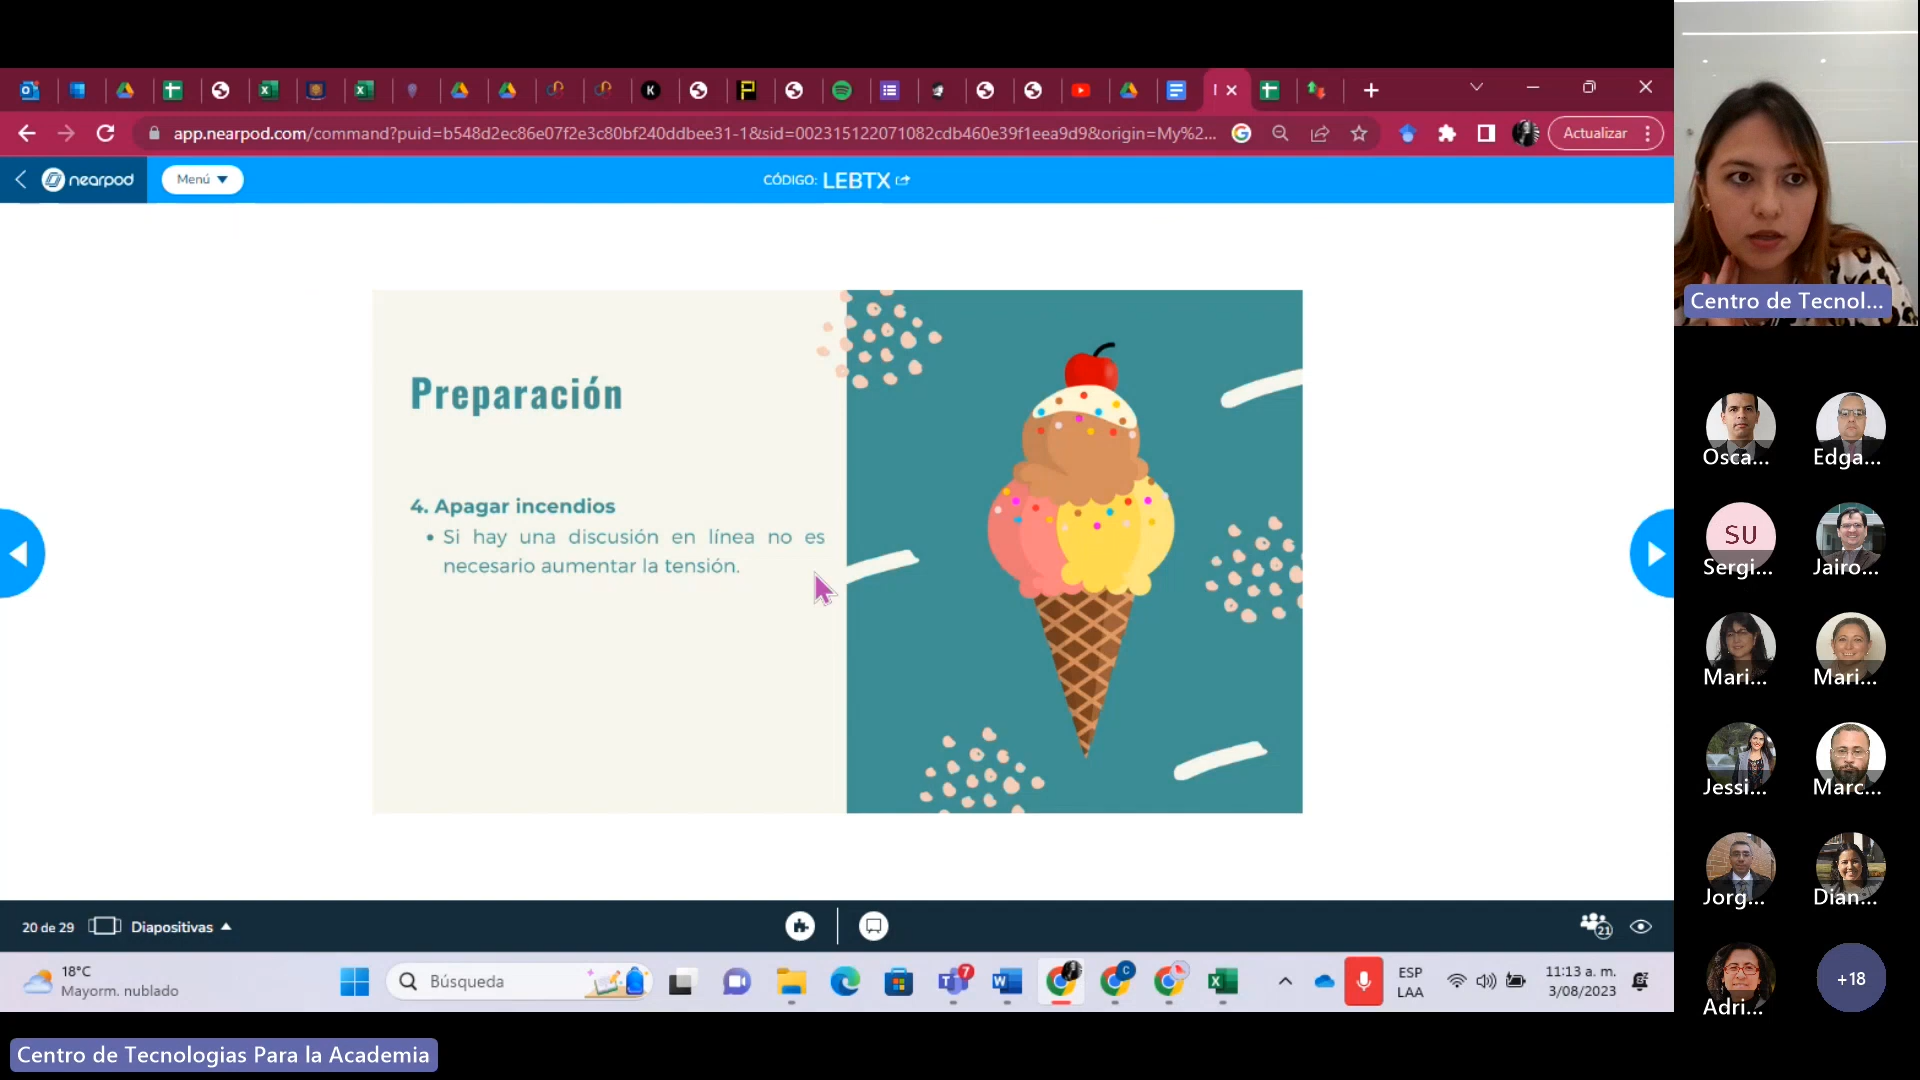 app.nearpod.com/command?puid=b548d2ec86e07f2e3c80bf240ddbee31-1&sid=002315122071082cdb460e39f1eea9d9&origin=My%2...
Actualizar
nearpod
Menú
CÓDIGO: LEBTX
Preparación
4. Apagar incendios
• Si hay una discusión en línea no es
necesario aumentar la tensión.
20 de 29
Diapositivas
21
18°C
Mayorm. nublado
Búsqueda
7
C
ESP
LAA
11:13 a. m.
3/08/2023
Centro de Tecnologias Para la Academia
Centro de Tecnol...
Osca...
Edga...
SU
Sergi...
Jairo...
Mari...
Mari...
Jessi...
Marc...
Jorg...
Dian...
Adri...
+18